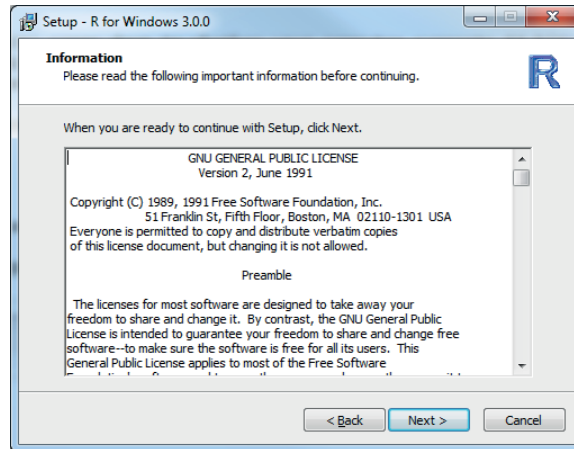 Setup - R for Windows 3.0.0
Information
Please read the following important information before continuing.
R
When you are ready to continue with Setup, click Next.
GNU GENERAL PUBLIC LICENSE
Version 2, June 1991
Copyright (C) 1989, 1991 Free Software Foundation, Inc.
51 Franklin St, Fifth Floor, Boston, MA 02110-1301 USA
Everyone is permitted to copy and distribute verbatim copies
of this license document, but changing it is not allowed.
Preamble
The licenses for most software are designed to take away your
freedom to share and change it. By contrast, the GNU General Public
License is intended to guarantee your freedom to share and change free
software--to make sure the software is free for all its users. This
General Public License applies to most of the Free Software
< Back
Next >
Cancel